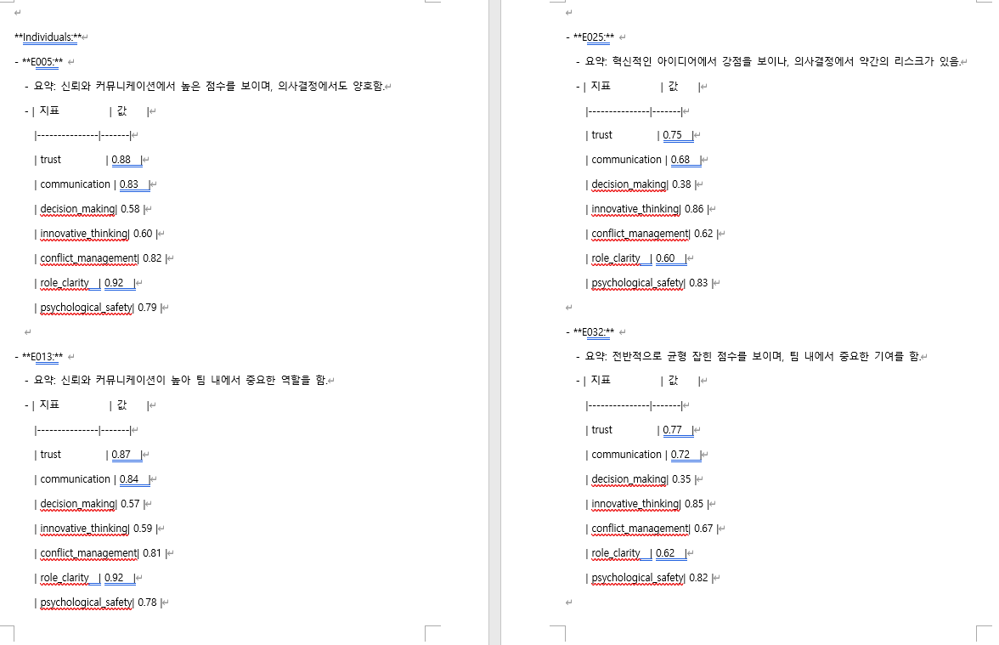 **Individuals:**
- **E005:**
- 요약: 신뢰와 커뮤니케이션에서 높은 점수를 보이며, 의사결정에서도 양호함.
- | 지표 | 값 |
|---------------|-------|
| trust | 0.88 |
| communication | 0.83 |
| decision_making| 0.58 |
| innovative_thinking| 0.60 |
| conflict_management| 0.82 |
| role_clarity | 0.92 |
| psychological_safety| 0.79 |
- **E013:**
- 요약: 신뢰와 커뮤니케이션이 높아 팀 내에서 중요한 역할을 함.
- | 지표 | 값 |
|---------------|-------|
| trust | 0.87 |
| communication | 0.84 |
| decision_making| 0.57 |
| innovative_thinking| 0.59 |
| conflict_management| 0.81 |
| role_clarity | 0.92 |
| psychological_safety| 0.78 |
- **E025:**
- 요약: 혁신적인 아이디어에서 강점을 보이나, 의사결정에서 약간의 리스크가 있음.
- | 지표 | 값 |
|---------------|-------|
| trust | 0.75 |
| communication | 0.68 |
| decision_making| 0.38 |
| innovative_thinking| 0.86 |
| conflict_management| 0.62 |
| role_clarity | 0.60 |
| psychological_safety| 0.83 |
- **E032:**
- 요약: 전반적으로 균형 잡힌 점수를 보이며, 팀 내에서 중요한 기여를 함.
- | 지표 | 값 |
|---------------|-------|
| trust | 0.77 |
| communication | 0.72 |
| decision_making| 0.35 |
| innovative_thinking| 0.85 |
| conflict_management| 0.67 |
| role_clarity | 0.62 |
| psychological_safety| 0.82 |